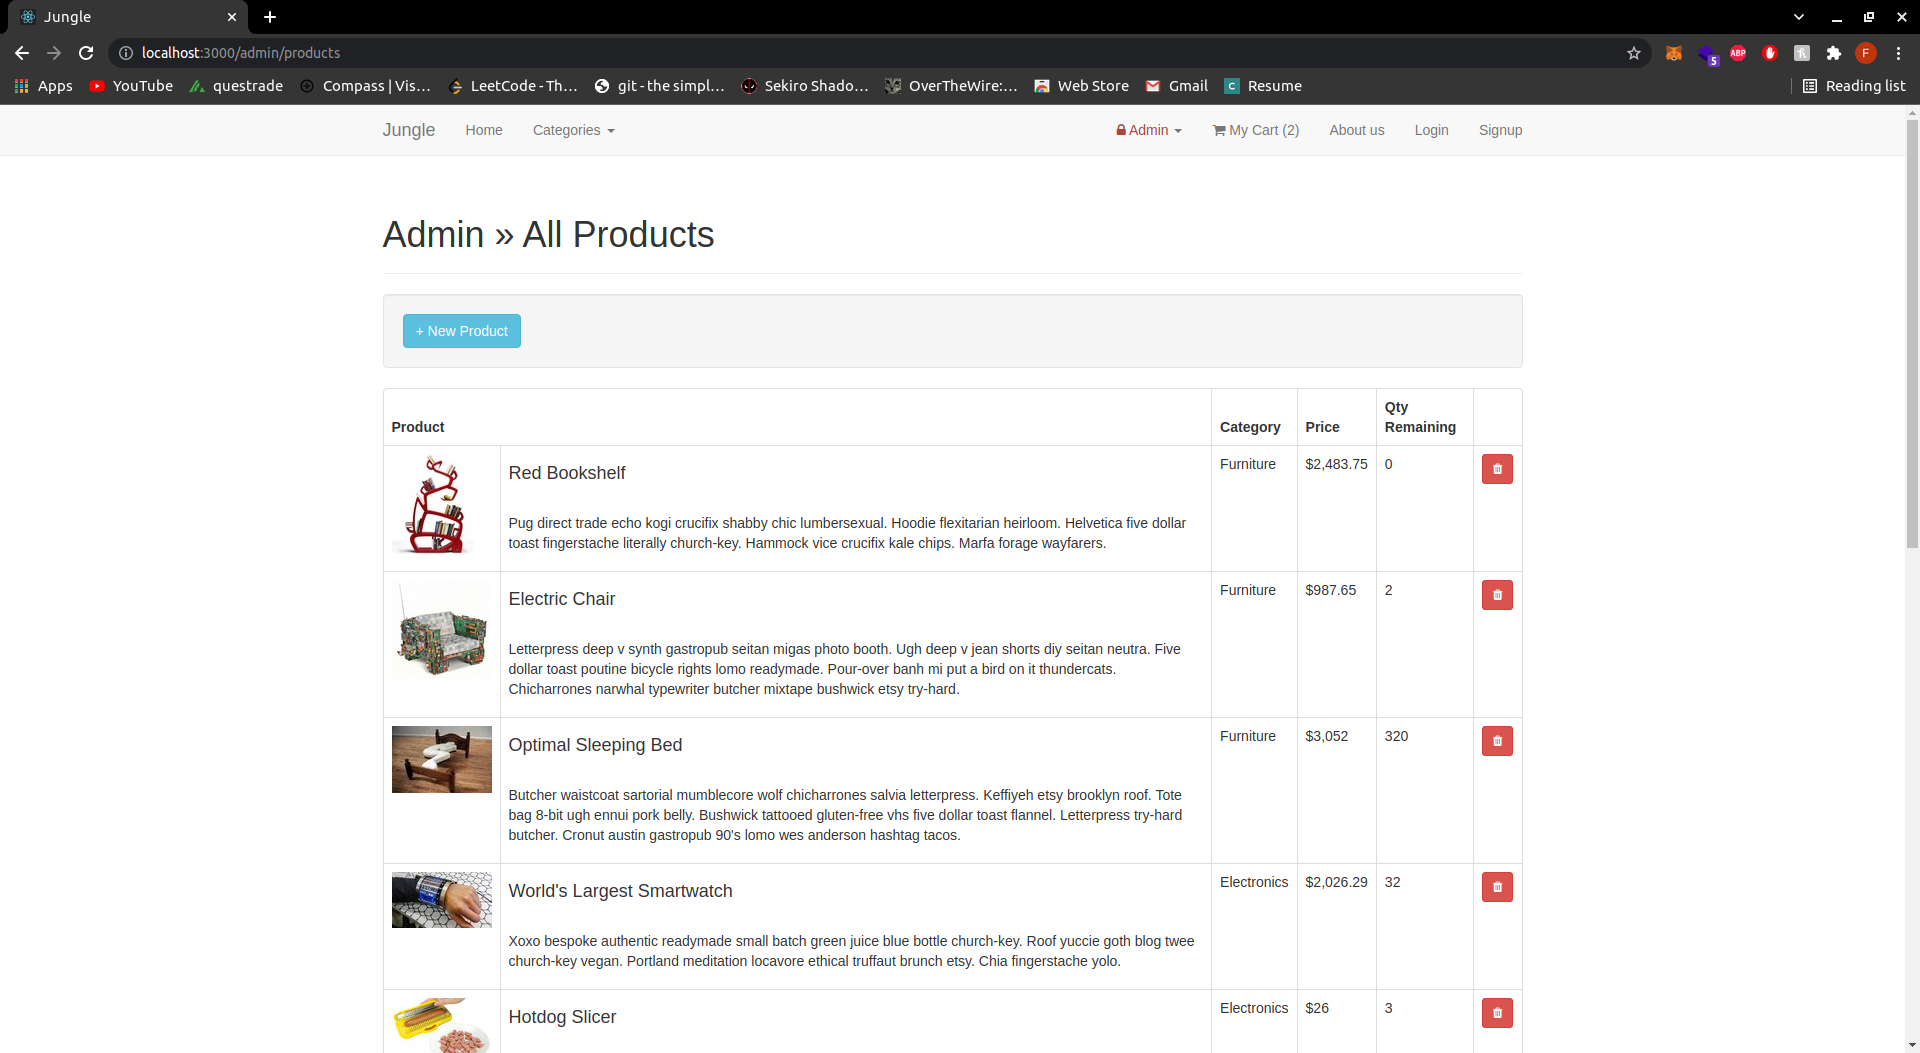 Jungle
localhost:3000/admin/products
5
ABP
F
Apps
YouTube
questrade
Compass | Vis...
LeetCode - Th...
git - the simpl...
Sekiro Shado...
OverTheWire:...
Web Store
Gmail
C
Resume
Reading list
Jungle
Home
Categories
Admin
My Cart (2)
About us
Login
Signup
Admin » All Products
+ New Product
Product
Category
Price
Qty
Remaining
Red Bookshelf
Furniture
$2,483.75
0
Pug direct trade echo kogi crucifix shabby chic lumbersexual. Hoodie flexitarian heirloom. Helvetica five dollar
toast fingerstache literally church-key. Hammock vice crucifix kale chips. Marfa forage wayfarers.
Electric Chair
Furniture
$987.65
2
Letterpress deep v synth gastropub seitan migas photo booth. Ugh deep v jean shorts diy seitan neutra. Five
dollar toast poutine bicycle rights lomo readymade. Pour-over banh mi put a bird on it thundercats.
Chicharrones narwhal typewriter butcher mixtape bushwick etsy try-hard.
Optimal Sleeping Bed
Furniture
$3,052
320
Butcher waistcoat sartorial mumblecore wolf chicharrones salvia letterpress. Keffiyeh etsy brooklyn roof. Tote
bag 8-bit ugh ennui pork belly. Bushwick tattooed gluten-free vhs five dollar toast flannel. Letterpress try-hard
butcher. Cronut austin gastropub 90's lomo wes anderson hashtag tacos.
World's Largest Smartwatch
Electronics
$2,026.29
32
Xoxo bespoke authentic readymade small batch green juice blue bottle church-key. Roof yuccie goth blog twee
church-key vegan. Portland meditation locavore ethical truffaut brunch etsy. Chia fingerstache yolo.
Hotdog Slicer
Electronics
$26
3